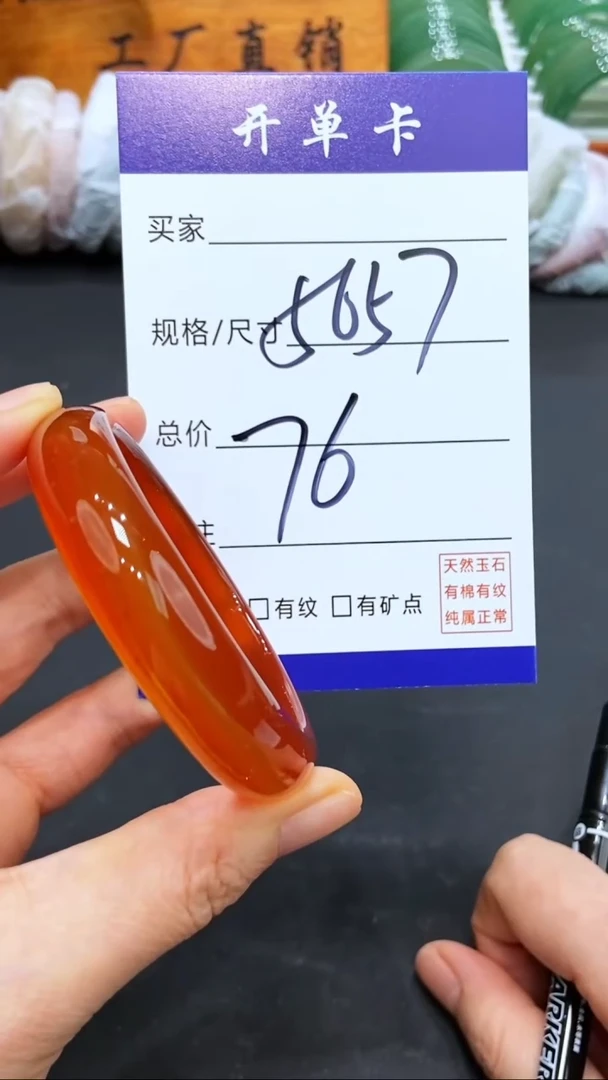 工厂直销
开单卡
买家
规格/尺寸 5657
总价 76
注
□有纹 □有矿点
天然玉石
有棉有纹
纯属正常